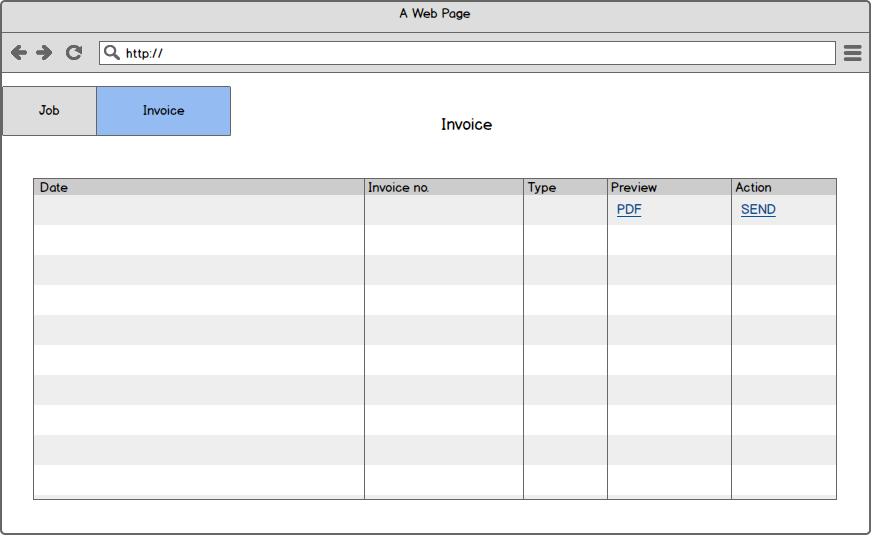 A Web Page
http://
Job Invoice
Invoice
Date Invoice no. Type Preview Action
PDF SEND